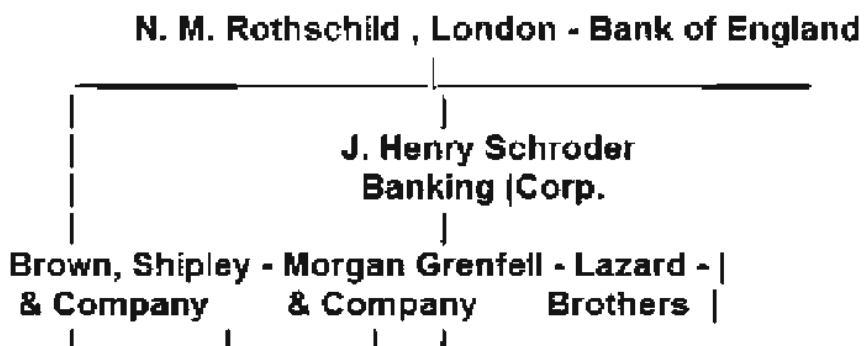 N. M. Rothschild , London - Bank of England
J. Henry Schroder
Banking | Corp.
Brown, Shipley - Morgan Grenfell - Lazard - |
& Company & Company Brothers |